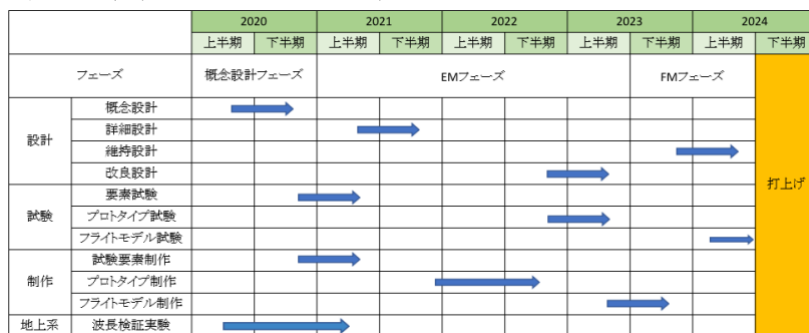 2020 2021 2022 2023 2024
上半期 下半期 上半期 下半期 上半期 下半期 上半期 下半期 上半期 下半期
フェーズ 概念設計フェーズ EMフェーズ FMフェーズ
設計 概念設計
詳細設計
維持設計
改良設計
打上げ
試験 要素試験
プロトタイプ試験
フライトモデル試験
制作 試験要素制作
プロトタイプ制作
フライトモデル制作
地上系 波長検証実験